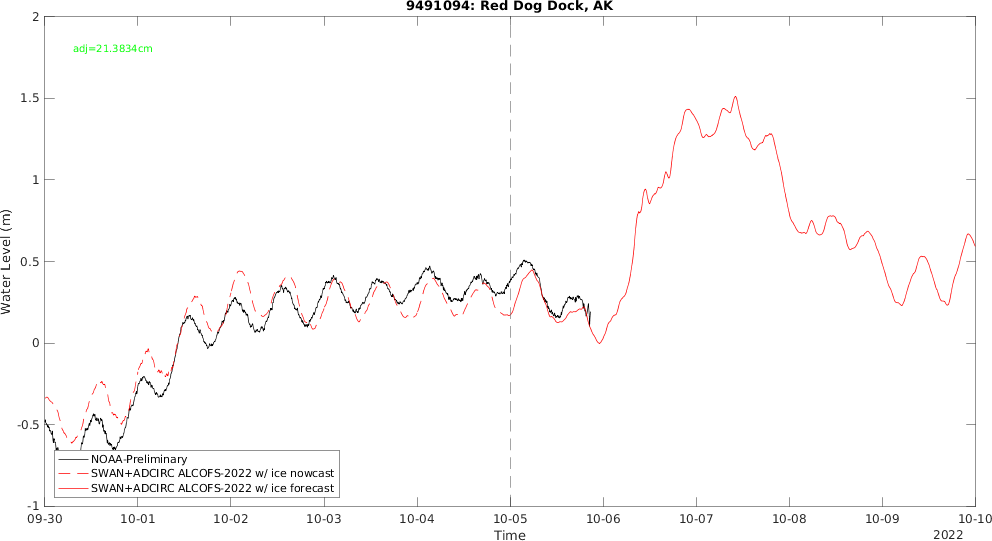 9491094: Red Dog Dock, AK
adj=21.3834cm
Water Level (m)
2
1.5
1
0.5
0
-0.5
-1
NOAA-Preliminary
SWAN+ADCIRC ALCOFS-2022 w/ ice nowcast
SWAN+ADCIRC ALCOFS-2022 w/ ice forecast
09-30 10-01 10-02 10-03 10-04 10-05 10-06 10-07 10-08 10-09 10-10
Time
2022